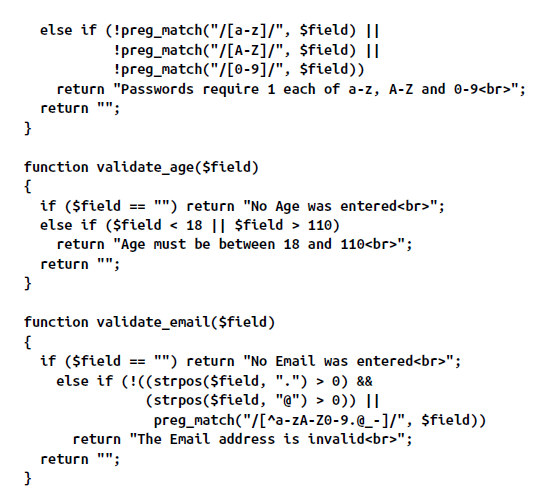 else if (!preg_match("/[a-z]/", $field) ||
!preg_match("/[A-Z]/", $field) ||
!preg_match("/[0-9]/", $field))
return "Passwords require 1 each of a-z, A-Z and 0-9<br>";
return "";
}
function validate_age($field)
{
if ($field == "") return "No Age was entered<br>";
else if ($field < 18 || $field > 110)
return "Age must be between 18 and 110<br>";
return "";
}
function validate_email($field)
{
if ($field == "") return "No Email was entered<br>";
else if (!((strpos($field, ".") > 0) &&
(strpos($field, "@") > 0)) ||
preg_match("/[^a-zA-Z0-9.@_-]/", $field))
return "The Email address is invalid<br>";
return "";
}